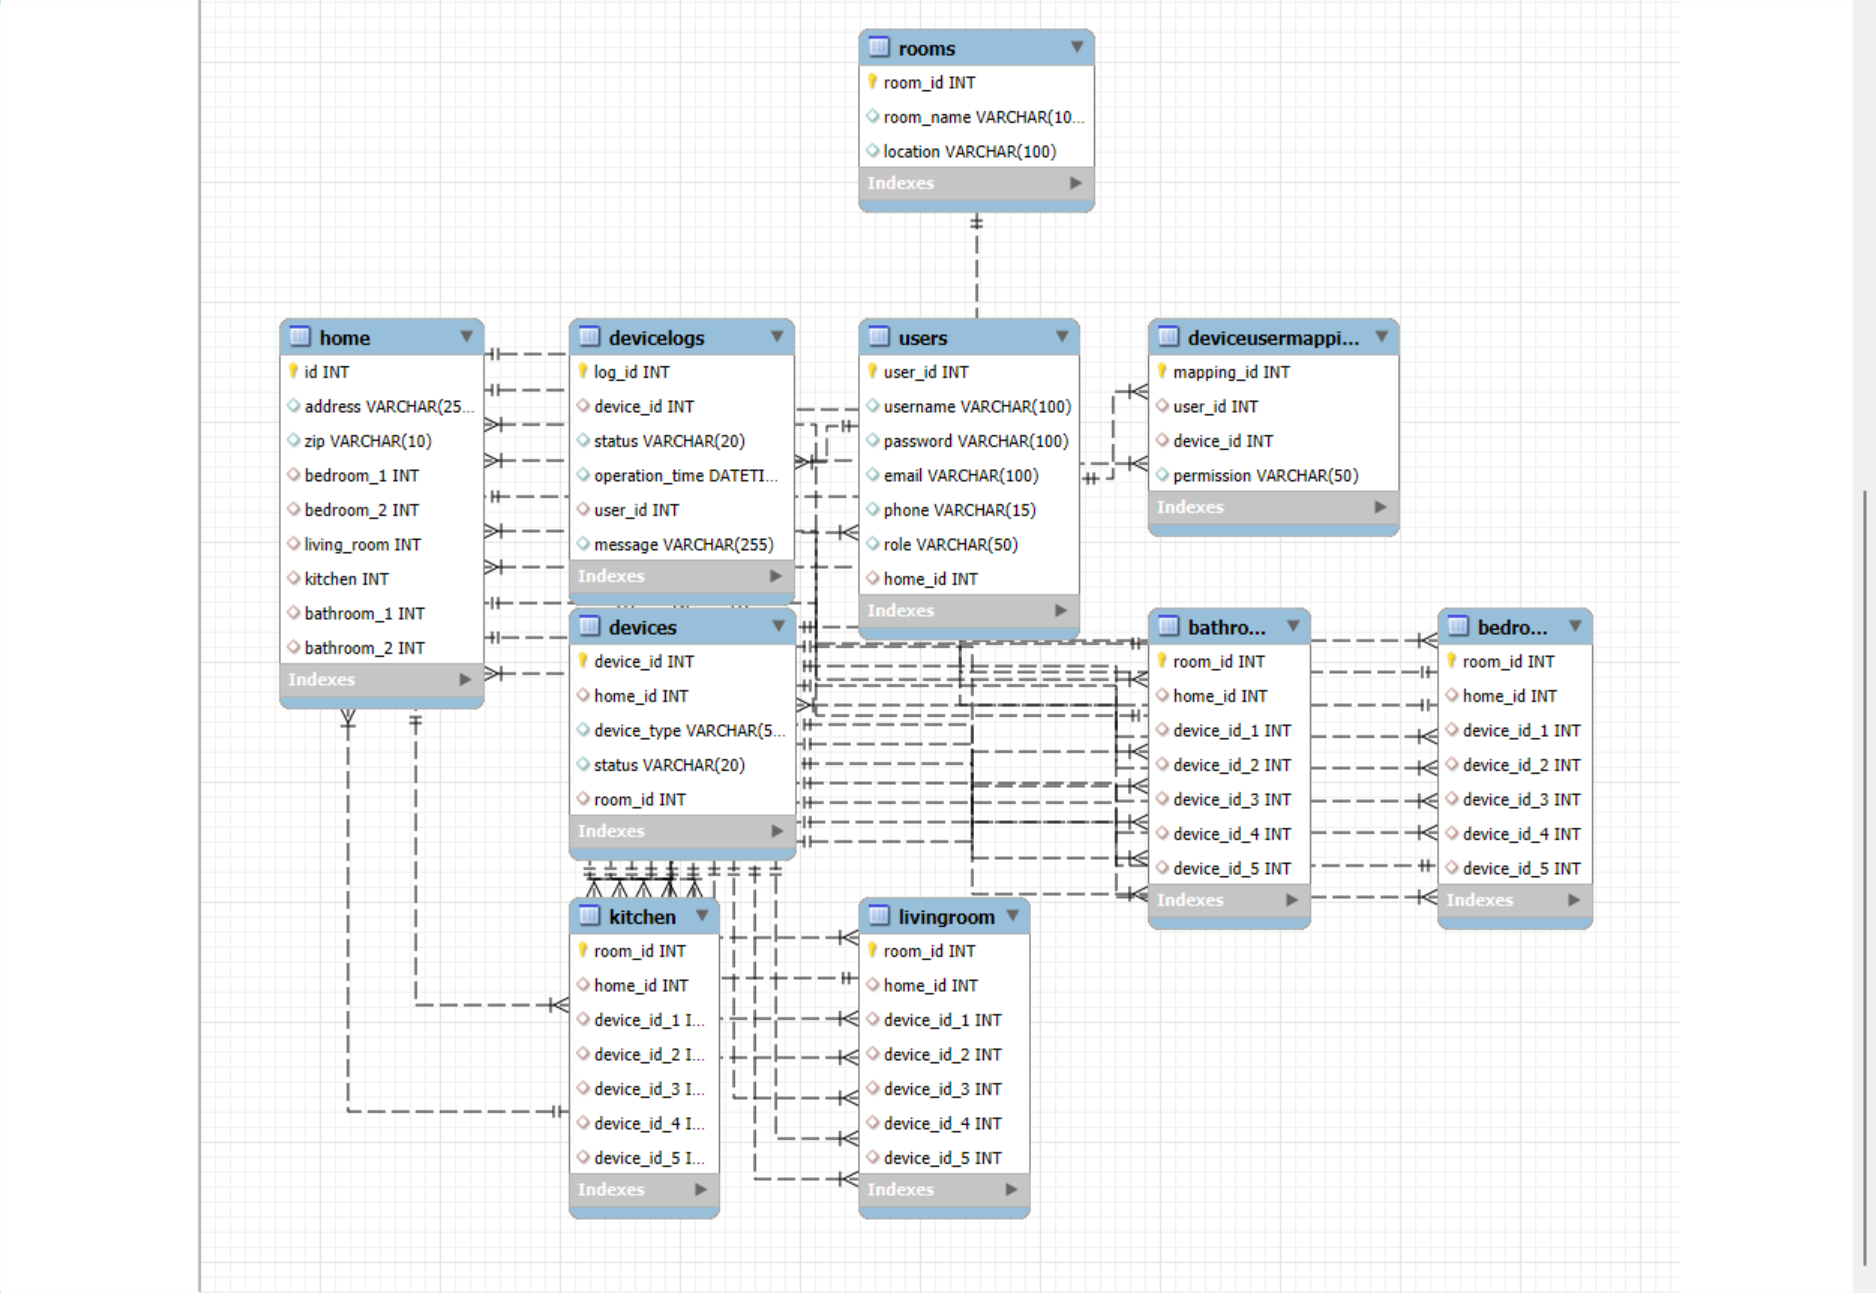 rooms
room_id INT
room_name VARCHAR(10...
location VARCHAR(100)
Indexes
home
id INT
address VARCHAR(25...
zip VARCHAR(10)
bedroom_1 INT
bedroom_2 INT
living_room INT
kitchen INT
bathroom_1 INT
bathroom_2 INT
Indexes
devicelogs
log_id INT
device_id INT
status VARCHAR(20)
operation_time DATETI...
user_id INT
message VARCHAR(255)
Indexes
users
user_id INT
username VARCHAR(100)
password VARCHAR(100)
email VARCHAR(100)
phone VARCHAR(15)
role VARCHAR(50)
home_id INT
Indexes
deviceusermappi...
mapping_id INT
user_id INT
device_id INT
permission VARCHAR(50)
Indexes
devices
device_id INT
home_id INT
device_type VARCHAR(5...
status VARCHAR(20)
room_id INT
Indexes
bathro...
room_id INT
home_id INT
device_id_1 INT
device_id_2 INT
device_id_3 INT
device_id_4 INT
device_id_5 INT
Indexes
bedro...
room_id INT
home_id INT
device_id_1 INT
device_id_2 INT
device_id_3 INT
device_id_4 INT
device_id_5 INT
Indexes
kitchen
room_id INT
home_id INT
device_id_1 I...
device_id_2 I...
device_id_3 I...
device_id_4 I...
device_id_5 I...
Indexes
livingroom
room_id INT
home_id INT
device_id_1 INT
device_id_2 INT
device_id_3 INT
device_id_4 INT
device_id_5 INT
Indexes